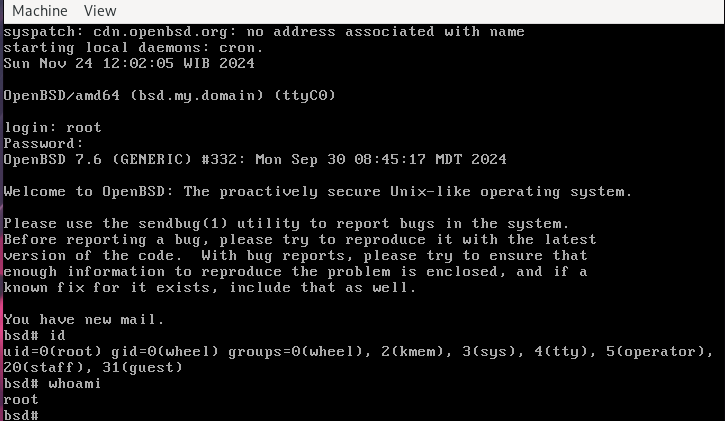 Machine View
syspatch: cdn.openbsd.org: no address associated with name
starting local daemons: cron.
Sun Nov 24 12:02:05 WIB 2024
OpenBSD/amd64 (bsd.my.domain) (ttyC0)
login: root
Password:
OpenBSD 7.6 (GENERIC) #332: Mon Sep 30 08:45:17 MDT 2024
Welcome to OpenBSD: The proactively secure Unix-like operating system.
Please use the sendbug(1) utility to report bugs in the system.
Before reporting a bug, please try to reproduce it with the latest
version of the code.  With bug reports, please try to ensure that
enough information to reproduce the problem is enclosed, and if a
known fix for it exists, include that as well.
You have new mail.
bsd# id
uid=0(root) gid=0(wheel) groups=0(wheel), 2(kmem), 3(sys), 4(tty), 5(operator),
20(staff), 31(guest)
bsd# whoami
root
bsd#